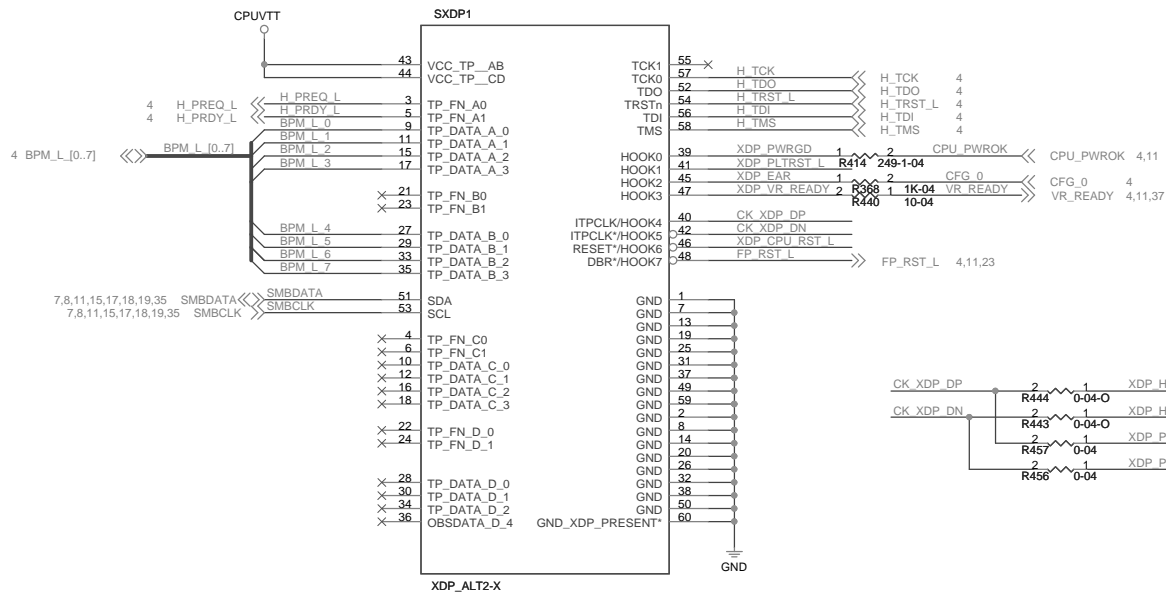 SXDP1
CPUVTT
43 VCC_TP__AB
44 VCC_TP__CD
4 H_PREQ_L H_PREQ_L 3 TP_FN_A0
4 H_PRDY_L H_PRDY_L 5 TP_FN_A1
BPM_L_0 9 TP_DATA_A_0
BPM_L_1 11 TP_DATA_A_1
4 BPM_L_[0..7] BPM_L_[0..7] BPM_L_2 15 TP_DATA_A_2
BPM_L_3 17 TP_DATA_A_3
21 TP_FN_B0
23 TP_FN_B1
BPM_L_4 27 TP_DATA_B_0
BPM_L_5 29 TP_DATA_B_1
BPM_L_6 33 TP_DATA_B_2
BPM_L_7 35 TP_DATA_B_3
7,8,11,15,17,18,19,35 SMBDATA SMBDATA 51 SDA
7,8,11,15,17,18,19,35 SMBCLK SMBCLK 53 SCL
4 TP_FN_C0
6 TP_FN_C1
10 TP_DATA_C_0
12 TP_DATA_C_1
16 TP_DATA_C_2
18 TP_DATA_C_3
22 TP_FN_D_0
24 TP_FN_D_1
28 TP_DATA_D_0
30 TP_DATA_D_1
34 TP_DATA_D_2
36 OBSDATA_D_4
TCK1 55
TCK0 57 H_TCK H_TCK 4
TDO 52 H_TDO H_TDO 4
TRSTn 54 H_TRST_L H_TRST_L 4
TDI 56 H_TDI H_TDI 4
TMS 58 H_TMS H_TMS 4
HOOK0 39 XDP_PWRGD 1 2 CPU_PWROK CPU_PWROK 4,11
R414 249-1-04
HOOK1 41 XDP_PLTRST_L
HOOK2 45 XDP_EAR 1 2 CFG_0 CFG_0 4
R368 1K-04
HOOK3 47 XDP_VR_READY 2 1 VR_READY VR_READY 4,11,37
R440 10-04
ITPCLK/HOOK4 40 CK_XDP_DP
ITPCLK*/HOOK5 42 CK_XDP_DN
RESET*/HOOK6 46 XDP_CPU_RST_L
DBR*/HOOK7 48 FP_RST_L FP_RST_L 4,11,23
GND 1
GND 7
GND 13
GND 19
GND 25
GND 31
GND 37
GND 49
GND 59
GND 2
GND 8
GND 14
GND 20
GND 26
GND 32
GND 38
GND 50
GND_XDP_PRESENT* 60
GND
CK_XDP_DP 2 1 XDP_H
R444 0-04-O
CK_XDP_DN 2 1 XDP_H
R443 0-04-O
2 1 XDP_P
R457 0-04
2 1 XDP_P
R456 0-04
XDP_ALT2-X